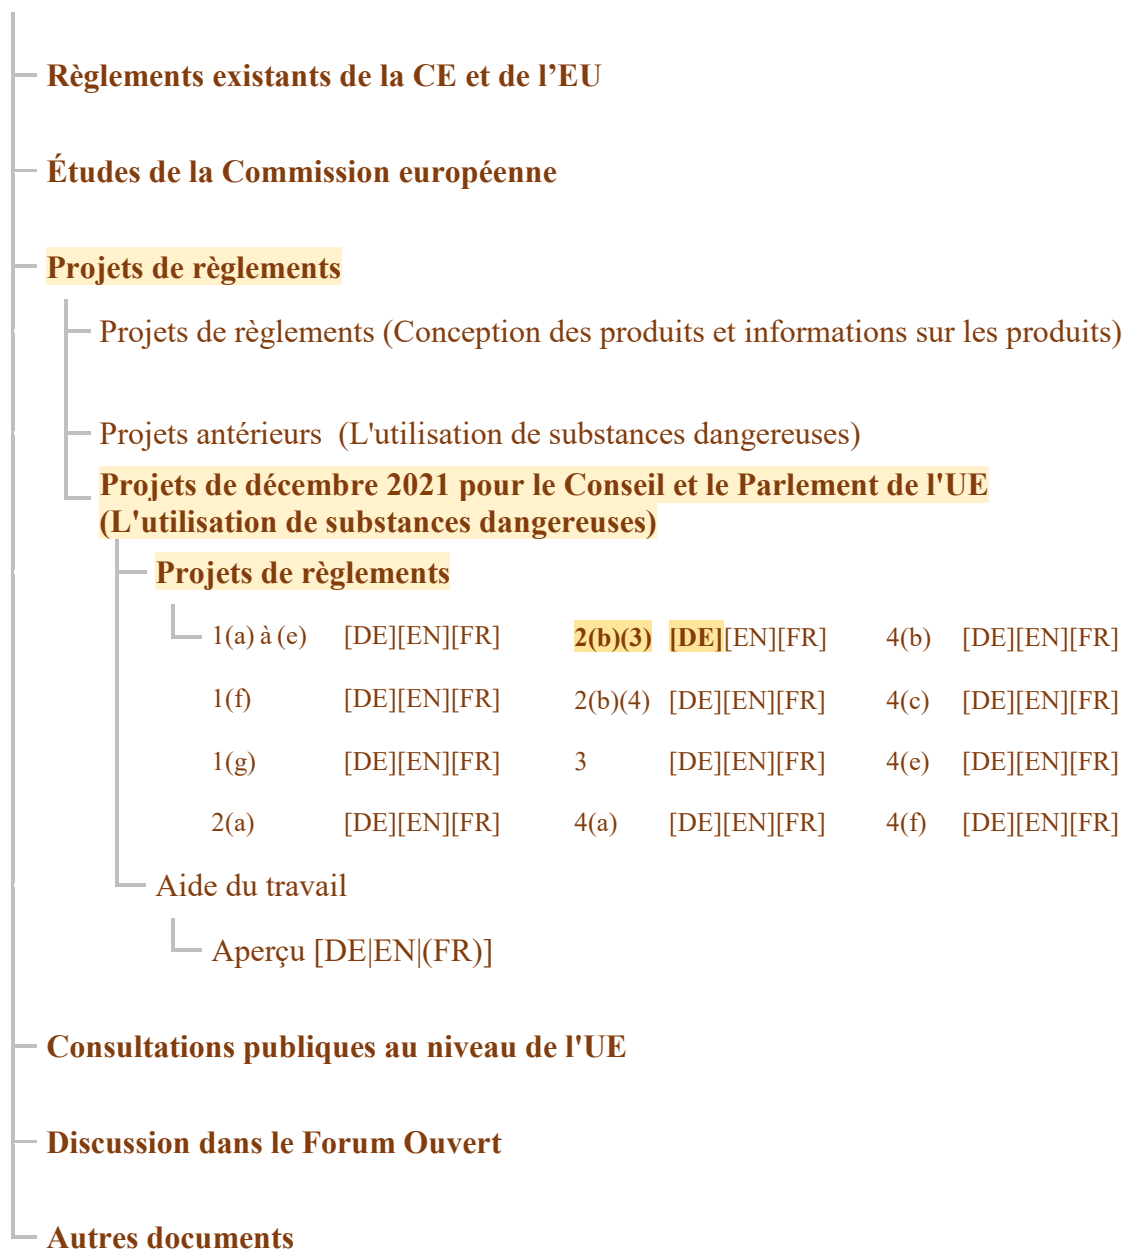 Règlements existants de la CE et de l’EU
Études de la Commission européenne
Projets de règlements
Projets de règlements (Conception des produits et informations sur les produits)
Projets antérieurs  (L'utilisation de substances dangereuses)
Projets de décembre 2021 pour le Conseil et le Parlement de l'UE
(L'utilisation de substances dangereuses)
Projets de règlements
1(a) à (e) [DE][EN][FR] 2(b)(3) [DE][EN][FR] 4(b) [DE][EN][FR]
1(f) [DE][EN][FR] 2(b)(4) [DE][EN][FR] 4(c) [DE][EN][FR]
1(g) [DE][EN][FR] 3 [DE][EN][FR] 4(e) [DE][EN][FR]
2(a) [DE][EN][FR] 4(a) [DE][EN][FR] 4(f) [DE][EN][FR]
Aide du travail
Aperçu [DE|EN|(FR)]
Consultations publiques au niveau de l'UE
Discussion dans le Forum Ouvert
Autres documents